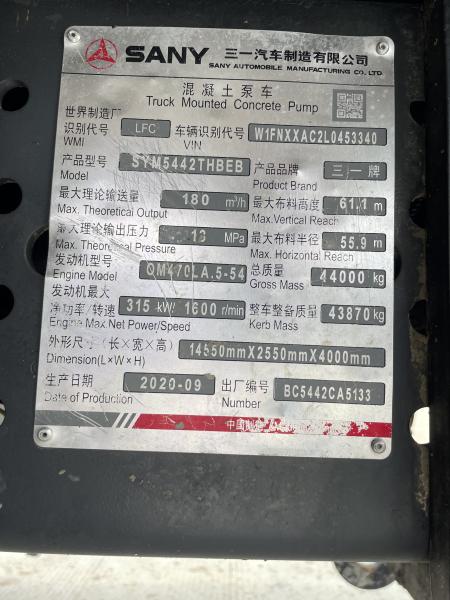 SANY 三一汽车制造有限公司
SANY AUTOMOBILE MANUFACTURING CO., LTD.
混凝土泵车
Truck Mounted Concrete Pump
世界制造厂
识别代号 LFC 车辆识别代号 W1FNXXAC2L0453340
WMI VIN
产品型号 SYM5442THBEB 产品品牌 三一牌
Model Product Brand
最大理论输送量 180 m³/h 最大布料高度 61.1 m
Max. Theoretical Output Max.Vertical Reach
最大理论输出压力 13 MPa 最大布料半径 55.9 m
Max. Theoretical Pressure Max. Horizontal Reach
发动机型号 OM470LA.5-54 总质量 44000 kg
Engine Model Gross Mass
发动机最大
净功率/转速 315 kW/ 1600 r/min 整车整备质量 43870 kg
Engine Max Net Power/Speed Kerb Mass
外形尺寸(长×宽×高) 14550mmX2550mmX4000mm
Dimension(L×W×H)
生产日期 2020-09 出厂编号 BC5442CA5133
Date of Production Number
中国